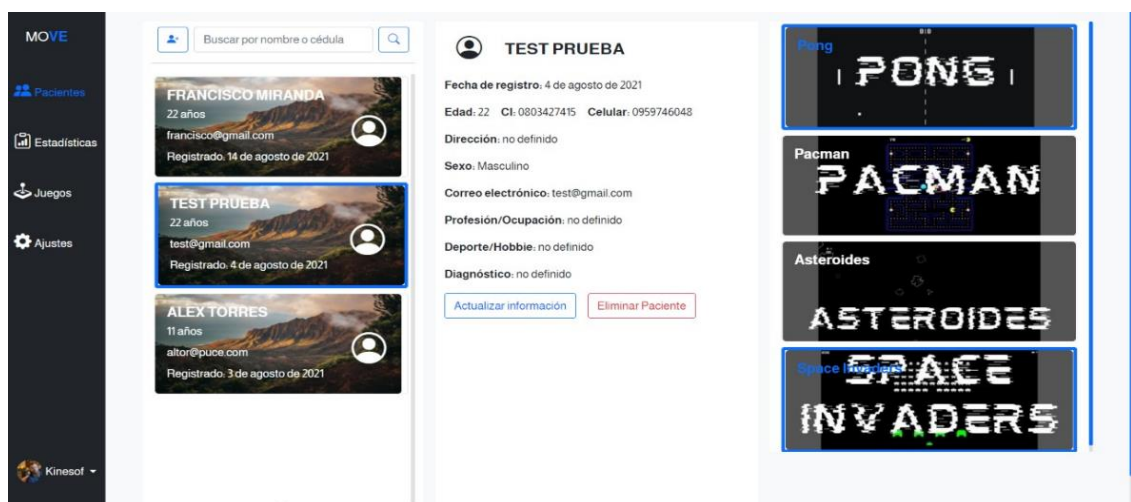 MOVE
Pacientes
Estadísticas
Juegos
Ajustes
Kinesof
Buscar por nombre o cédula
FRANCISCO MIRANDA
22 años
francisco@gmail.com
Registrado: 14 de agosto de 2021
TEST PRUEBA
22 años
test@gmail.com
Registrado: 4 de agosto de 2021
ALEX TORRES
11 años
altor@puce.com
Registrado: 3 de agosto de 2021
TEST PRUEBA
Fecha de registro: 4 de agosto de 2021
Edad: 22 CI: 0803427415 Celular: 0959746048
Dirección: no definido
Sexo: Masculino
Correo electrónico: test@gmail.com
Profesión/Ocupación: no definido
Deporte/Hobbie: no definido
Diagnóstico: no definido
Actualizar información Eliminar Paciente
Pong
0:0
PONG
Pacman
PACMAN
Asteroides
ASTEROIDES
Space Invaders
SPACE
INVADERS